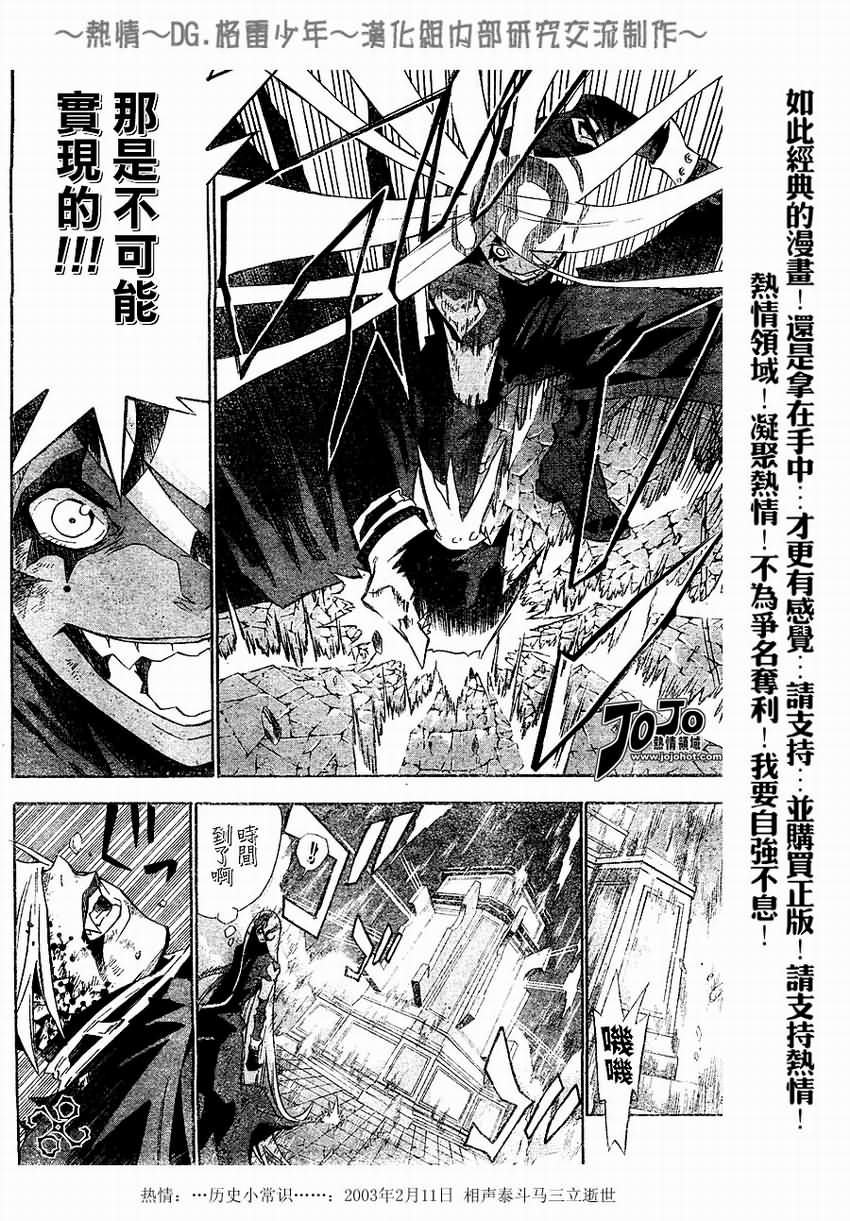 ～熱情～DG.格雷少年～漢化組内部研究交流制作～
如此經典的漫畫！還是拿在手中…才更有感覺…請支持…並購買正版！請支持熱情！
熱情領域！凝聚熱情！不為爭名奪利！我要自強不息！
那是不可能
實現的!!!
JOJO
熱情領域
www.jojohot.com
嘰嘰
!!
時間
到了啊
热情：…历史小常识……：2003年2月11日 相声泰斗马三立逝世